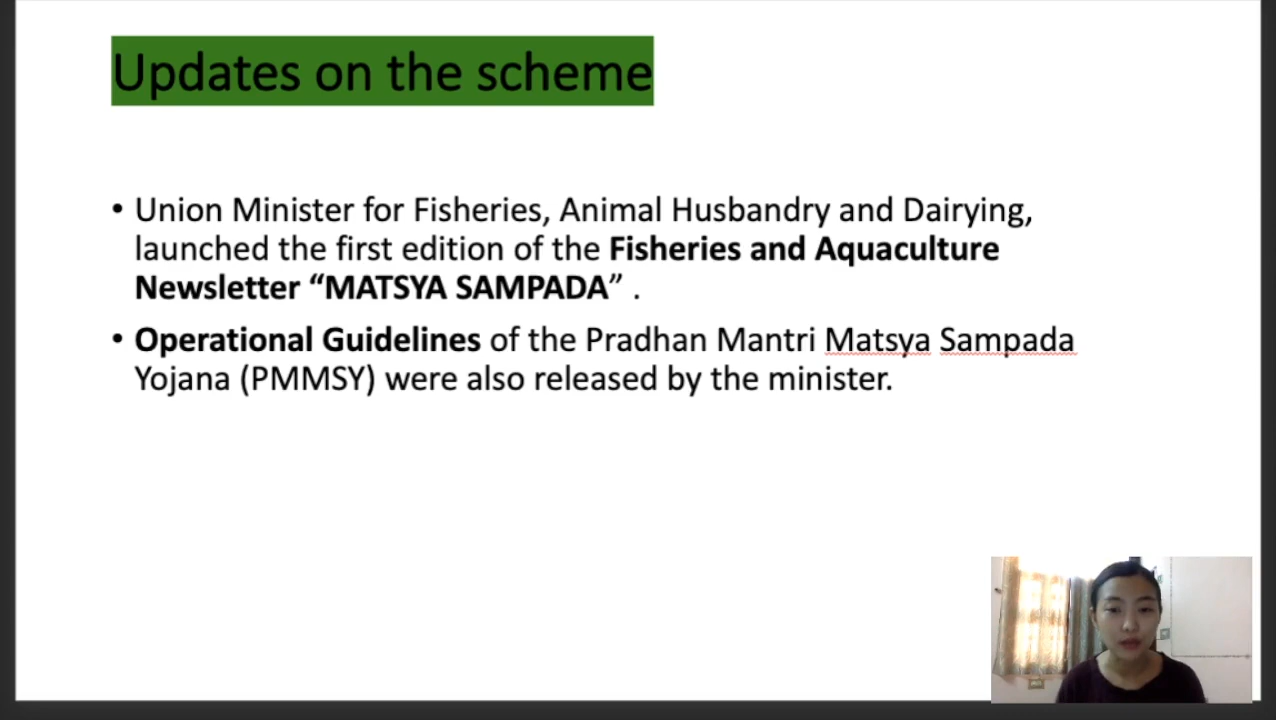 Updates on the scheme
• Union Minister for Fisheries, Animal Husbandry and Dairying,
launched the first edition of the Fisheries and Aquaculture
Newsletter “MATSYA SAMPADA” .
• Operational Guidelines of the Pradhan Mantri Matsya Sampada
Yojana (PMMSY) were also released by the minister.